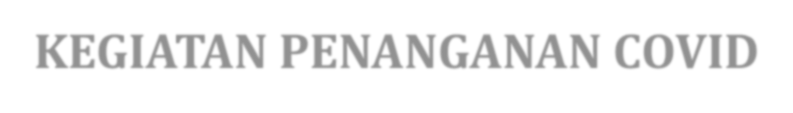 KEGIATAN PENANGANAN COVID